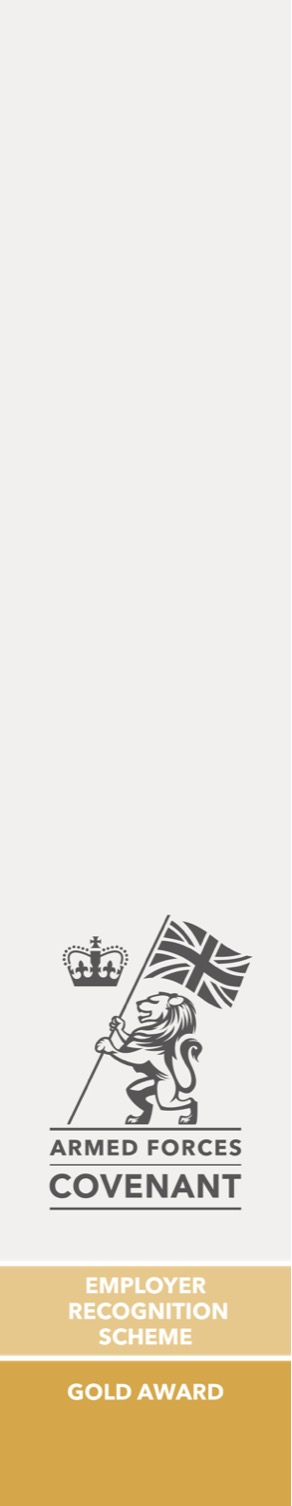 ARMED FORCES
COVENANT
EMPLOYER
RECOGNITION
SCHEME
GOLD AWARD